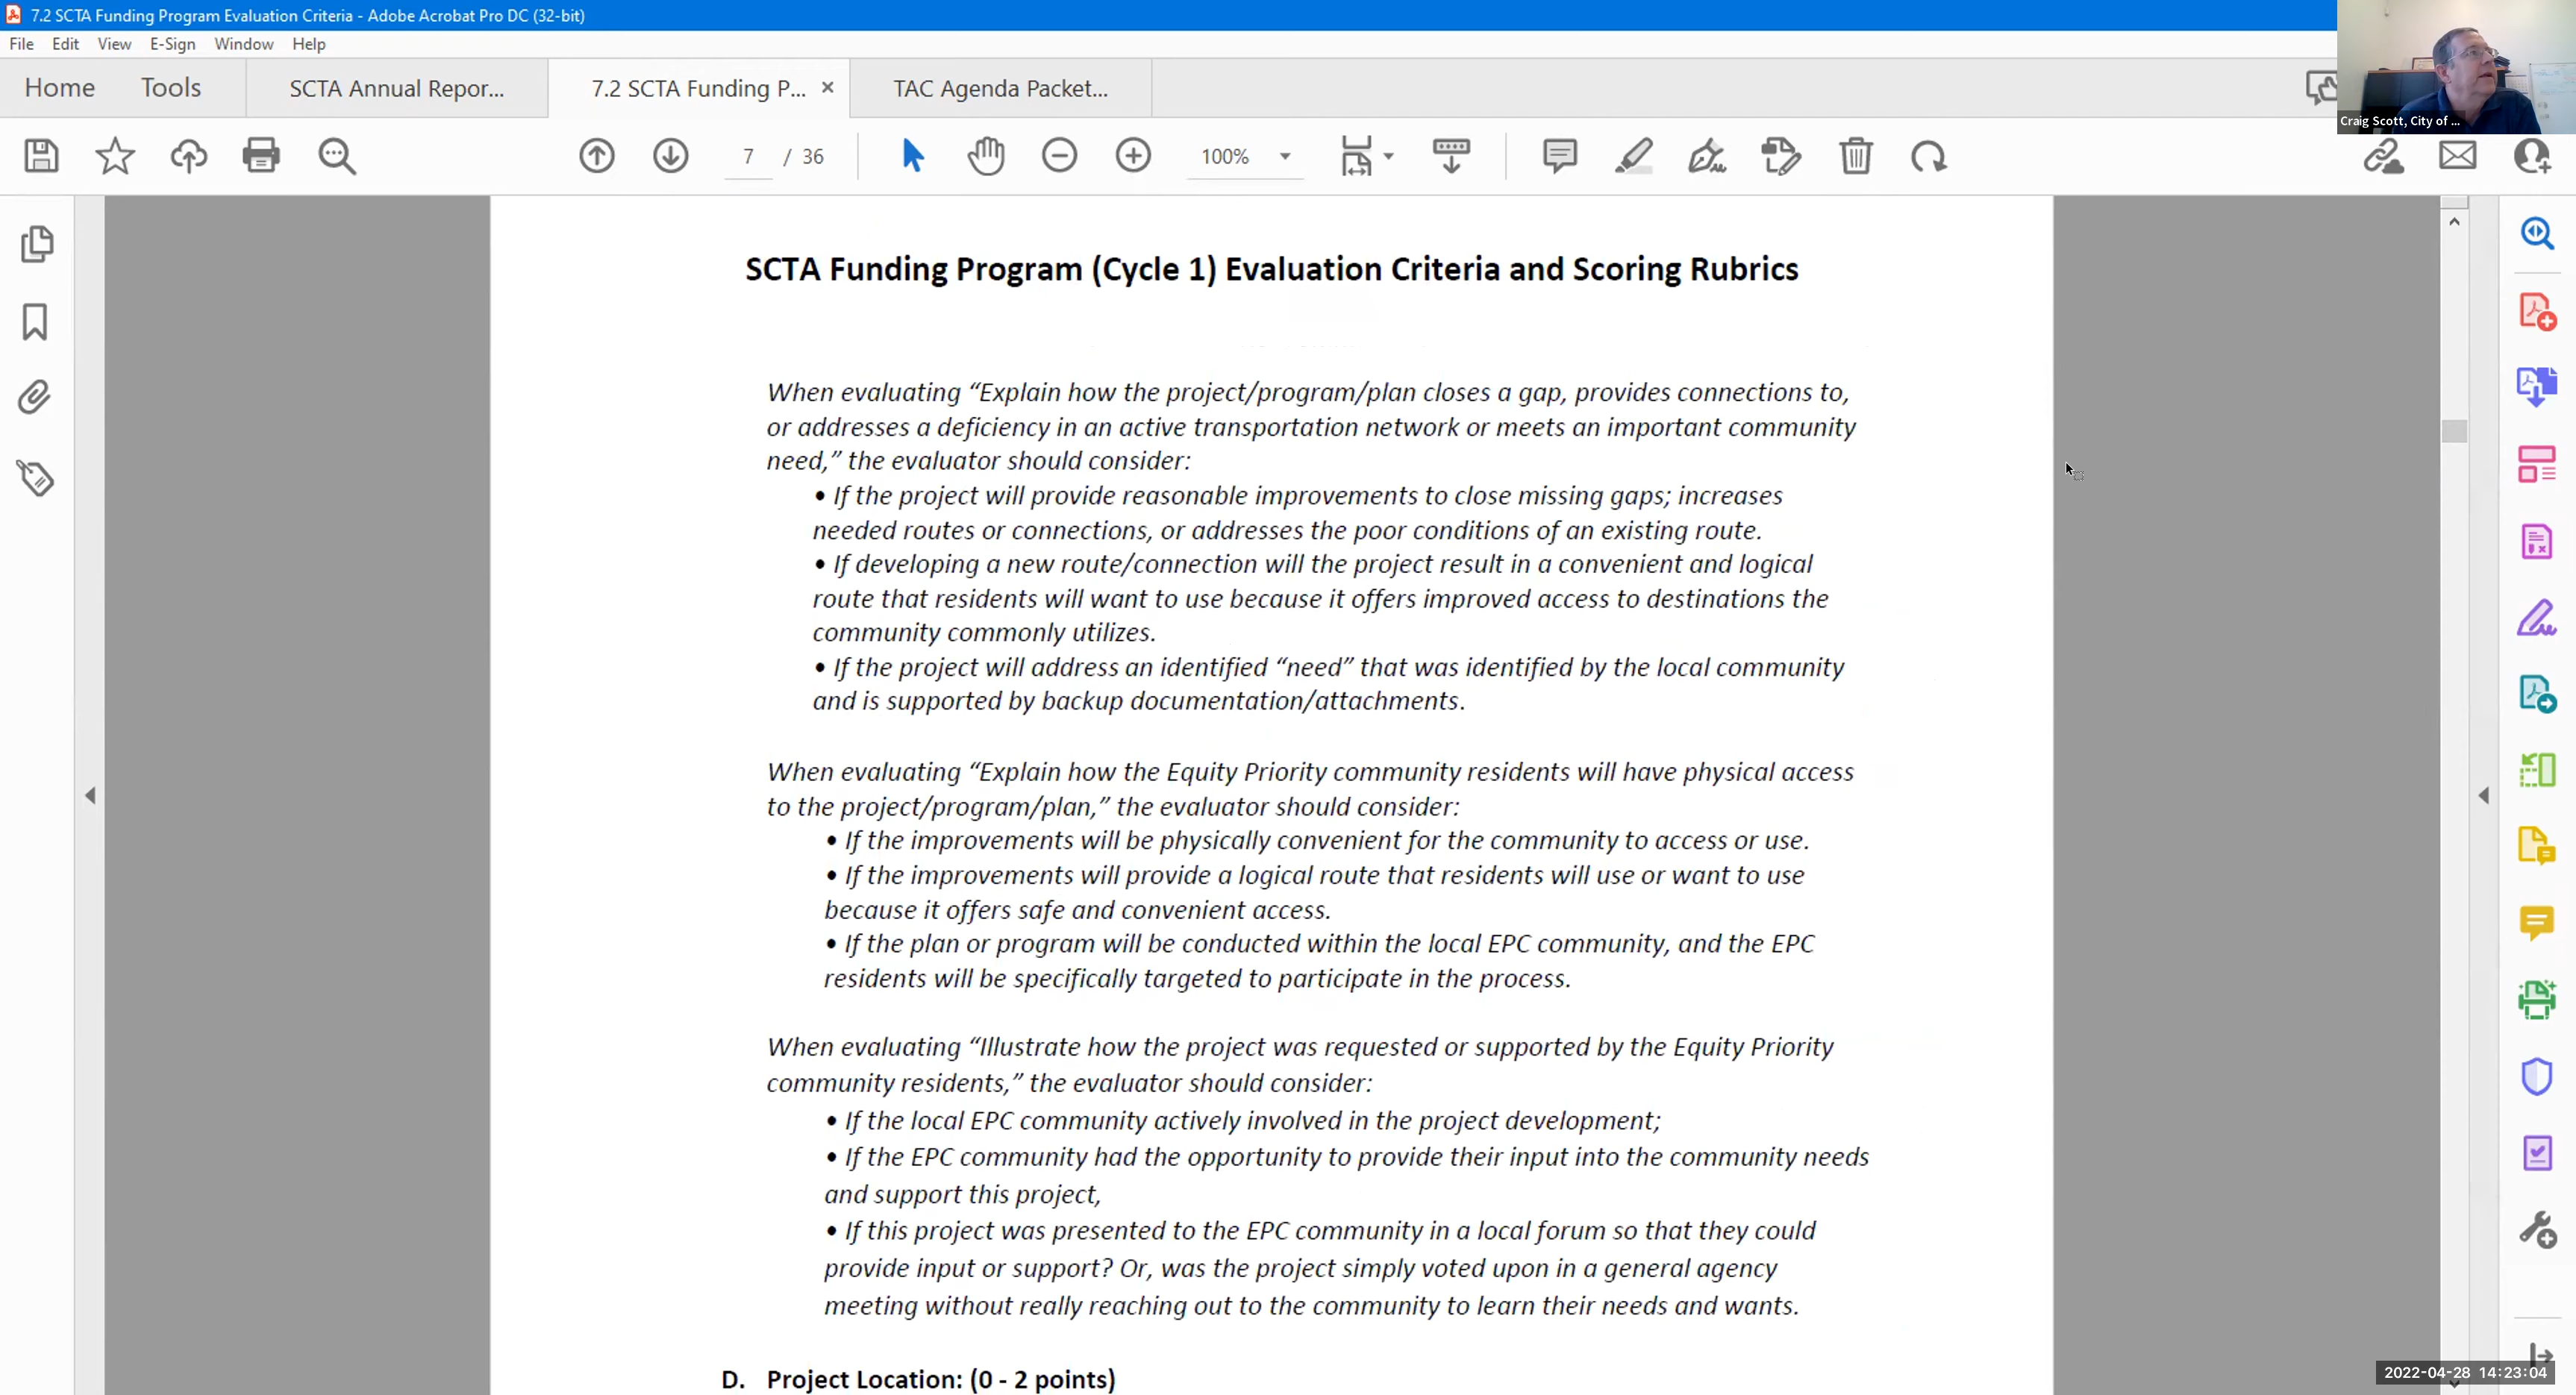 7.2 SCTA Funding Program Evaluation Criteria - Adobe Acrobat Pro DC (32-bit)
File Edit View E-Sign Window Help
Home Tools SCTA Annual Repor... 7.2 SCTA Funding P... × TAC Agenda Packet...
Craig Scott, City of ...
7 / 36 100%
SCTA Funding Program (Cycle 1) Evaluation Criteria and Scoring Rubrics
When evaluating “Explain how the project/program/plan closes a gap, provides connections to,
or addresses a deficiency in an active transportation network or meets an important community
need,” the evaluator should consider:
• If the project will provide reasonable improvements to close missing gaps; increases
needed routes or connections, or addresses the poor conditions of an existing route.
• If developing a new route/connection will the project result in a convenient and logical
route that residents will want to use because it offers improved access to destinations the
community commonly utilizes.
• If the project will address an identified “need” that was identified by the local community
and is supported by backup documentation/attachments.
When evaluating “Explain how the Equity Priority community residents will have physical access
to the project/program/plan,” the evaluator should consider:
• If the improvements will be physically convenient for the community to access or use.
• If the improvements will provide a logical route that residents will use or want to use
because it offers safe and convenient access.
• If the plan or program will be conducted within the local EPC community, and the EPC
residents will be specifically targeted to participate in the process.
When evaluating “Illustrate how the project was requested or supported by the Equity Priority
community residents,” the evaluator should consider:
• If the local EPC community actively involved in the project development;
• If the EPC community had the opportunity to provide their input into the community needs
and support this project,
• If this project was presented to the EPC community in a local forum so that they could
provide input or support? Or, was the project simply voted upon in a general agency
meeting without really reaching out to the community to learn their needs and wants.
D. Project Location: (0 - 2 points)
2022-04-28 14:23:04